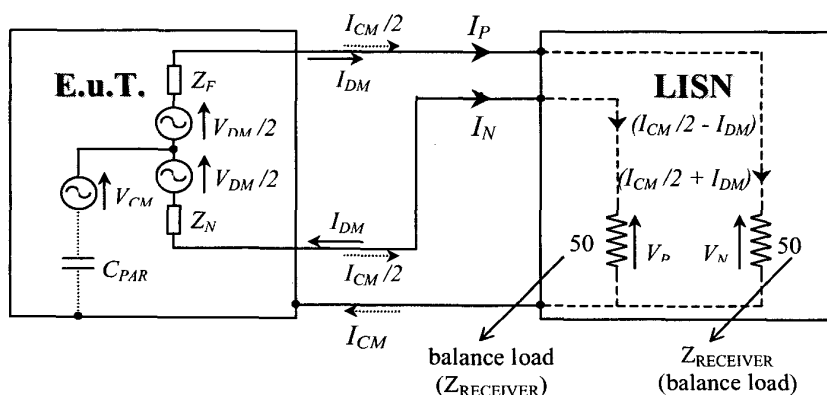 I_CM/2
I_P
I_DM
Z_F
E.u.T.
LISN
V_DM/2
I_N
(I_CM/2 - I_DM)
V_DM/2
(I_CM/2 + I_DM)
V_CM
Z_N
I_DM
50
V_P
V_N
50
C_PAR
I_CM/2
I_CM
balance load
(Z_RECEIVER)
Z_RECEIVER
(balance load)